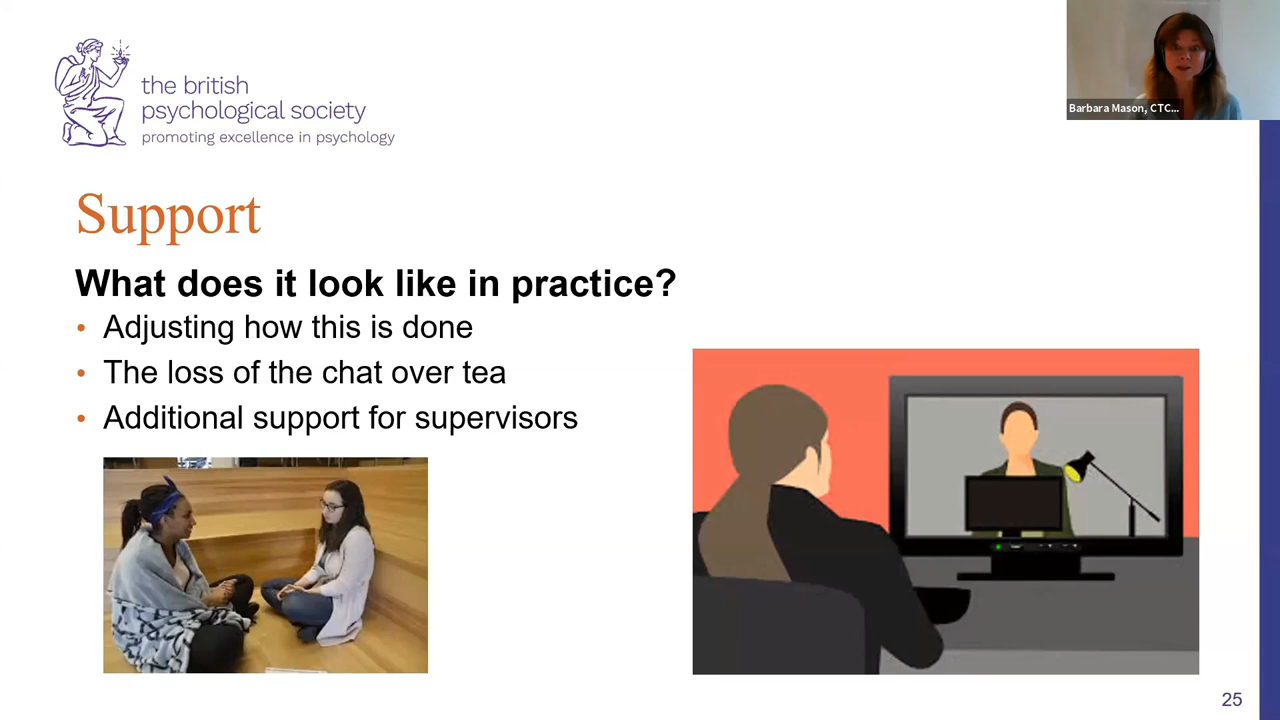 the british
psychological society
promoting excellence in psychology
Barbara Mason, CTC...
Support
What does it look like in practice?
• Adjusting how this is done
• The loss of the chat over tea
• Additional support for supervisors
25